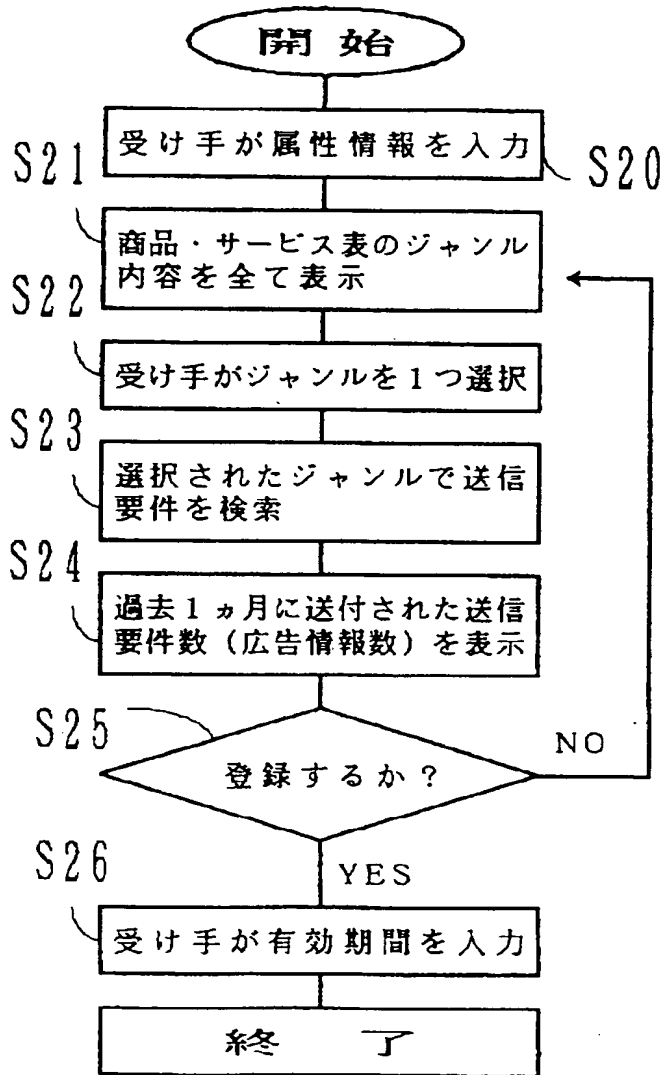 開始
受け手が属性情報を入力
S20
S21
商品・サービス表のジャンル
内容を全て表示
S22
受け手がジャンルを1つ選択
S23
選択されたジャンルで送信
要件を検索
S24
過去1ヵ月に送付された送信
要件数（広告情報数）を表示
S25
登録するか？
NO
YES
S26
受け手が有効期間を入力
終了